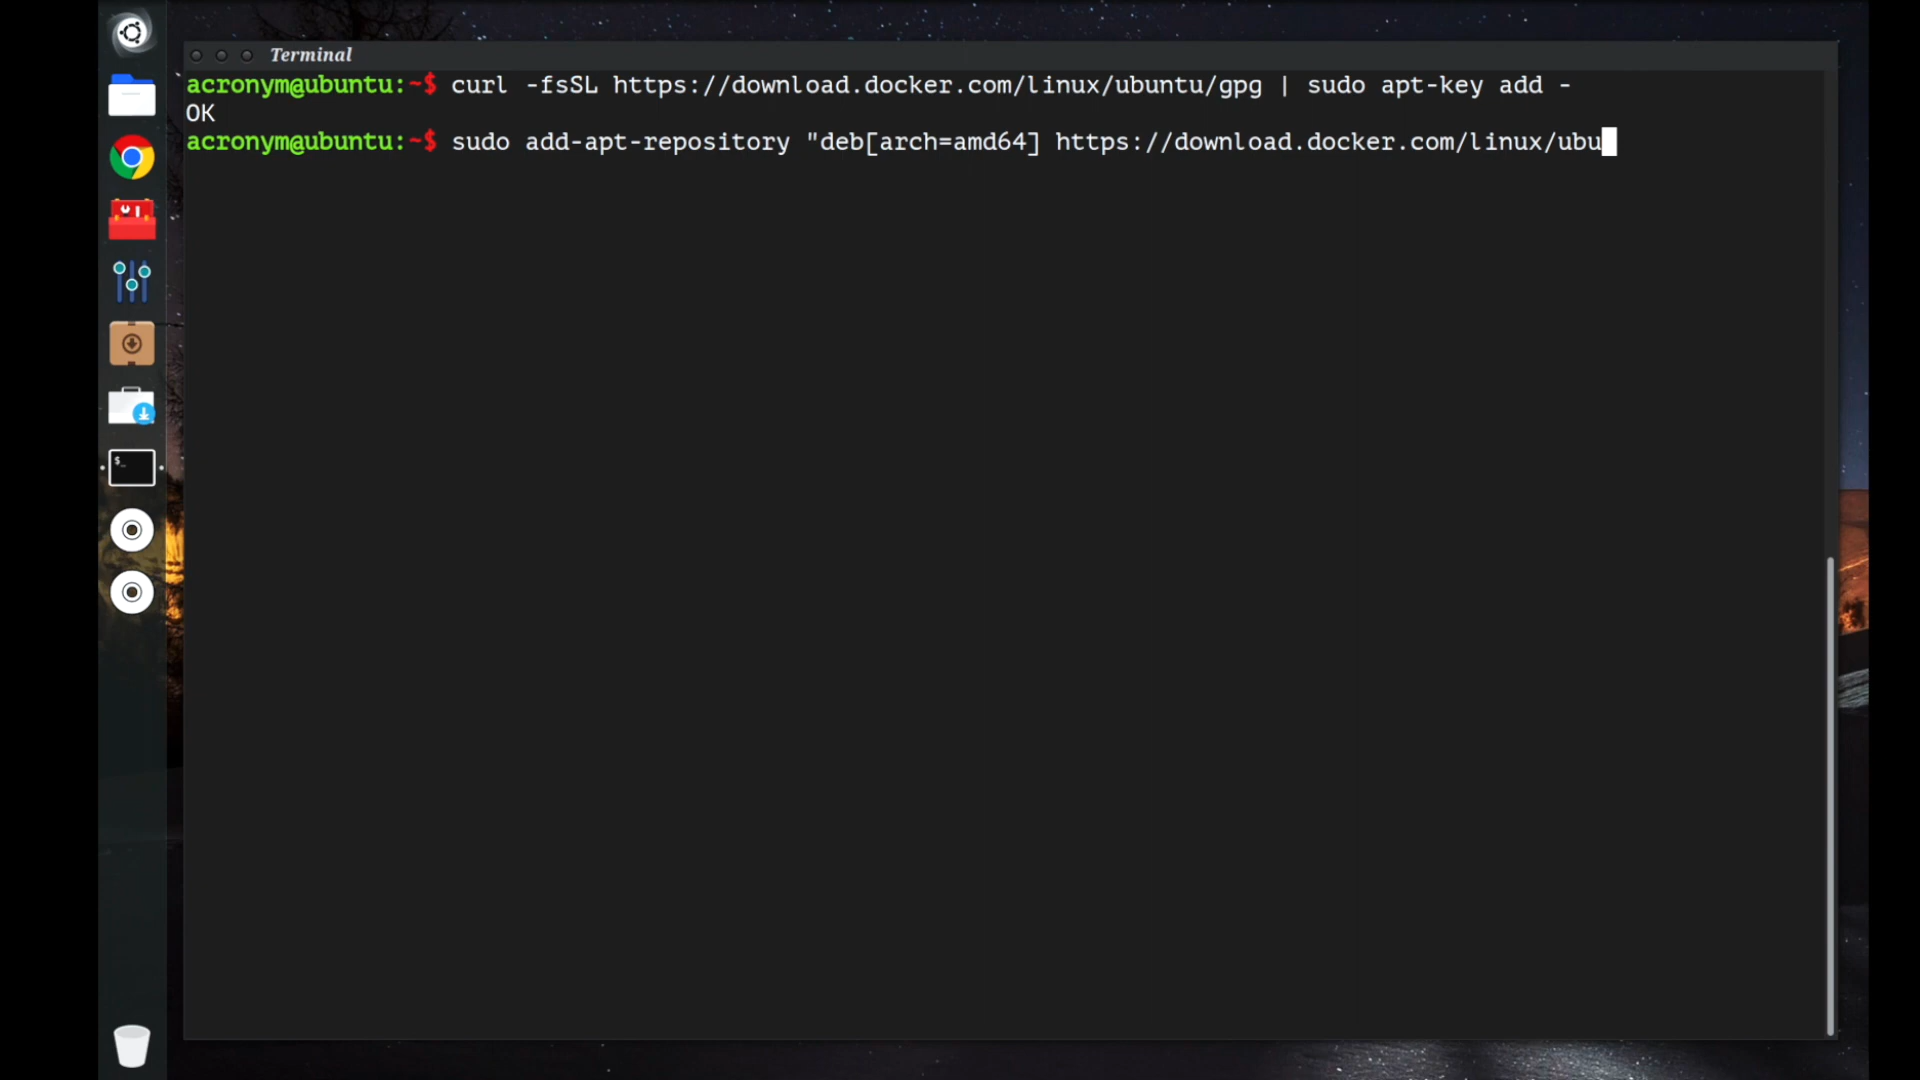 Terminal
acronym@ubuntu:~$ curl -fsSL https://download.docker.com/linux/ubuntu/gpg | sudo apt-key add -
OK
acronym@ubuntu:~$ sudo add-apt-repository "deb[arch=amd64] https://download.docker.com/linux/ubu
$_